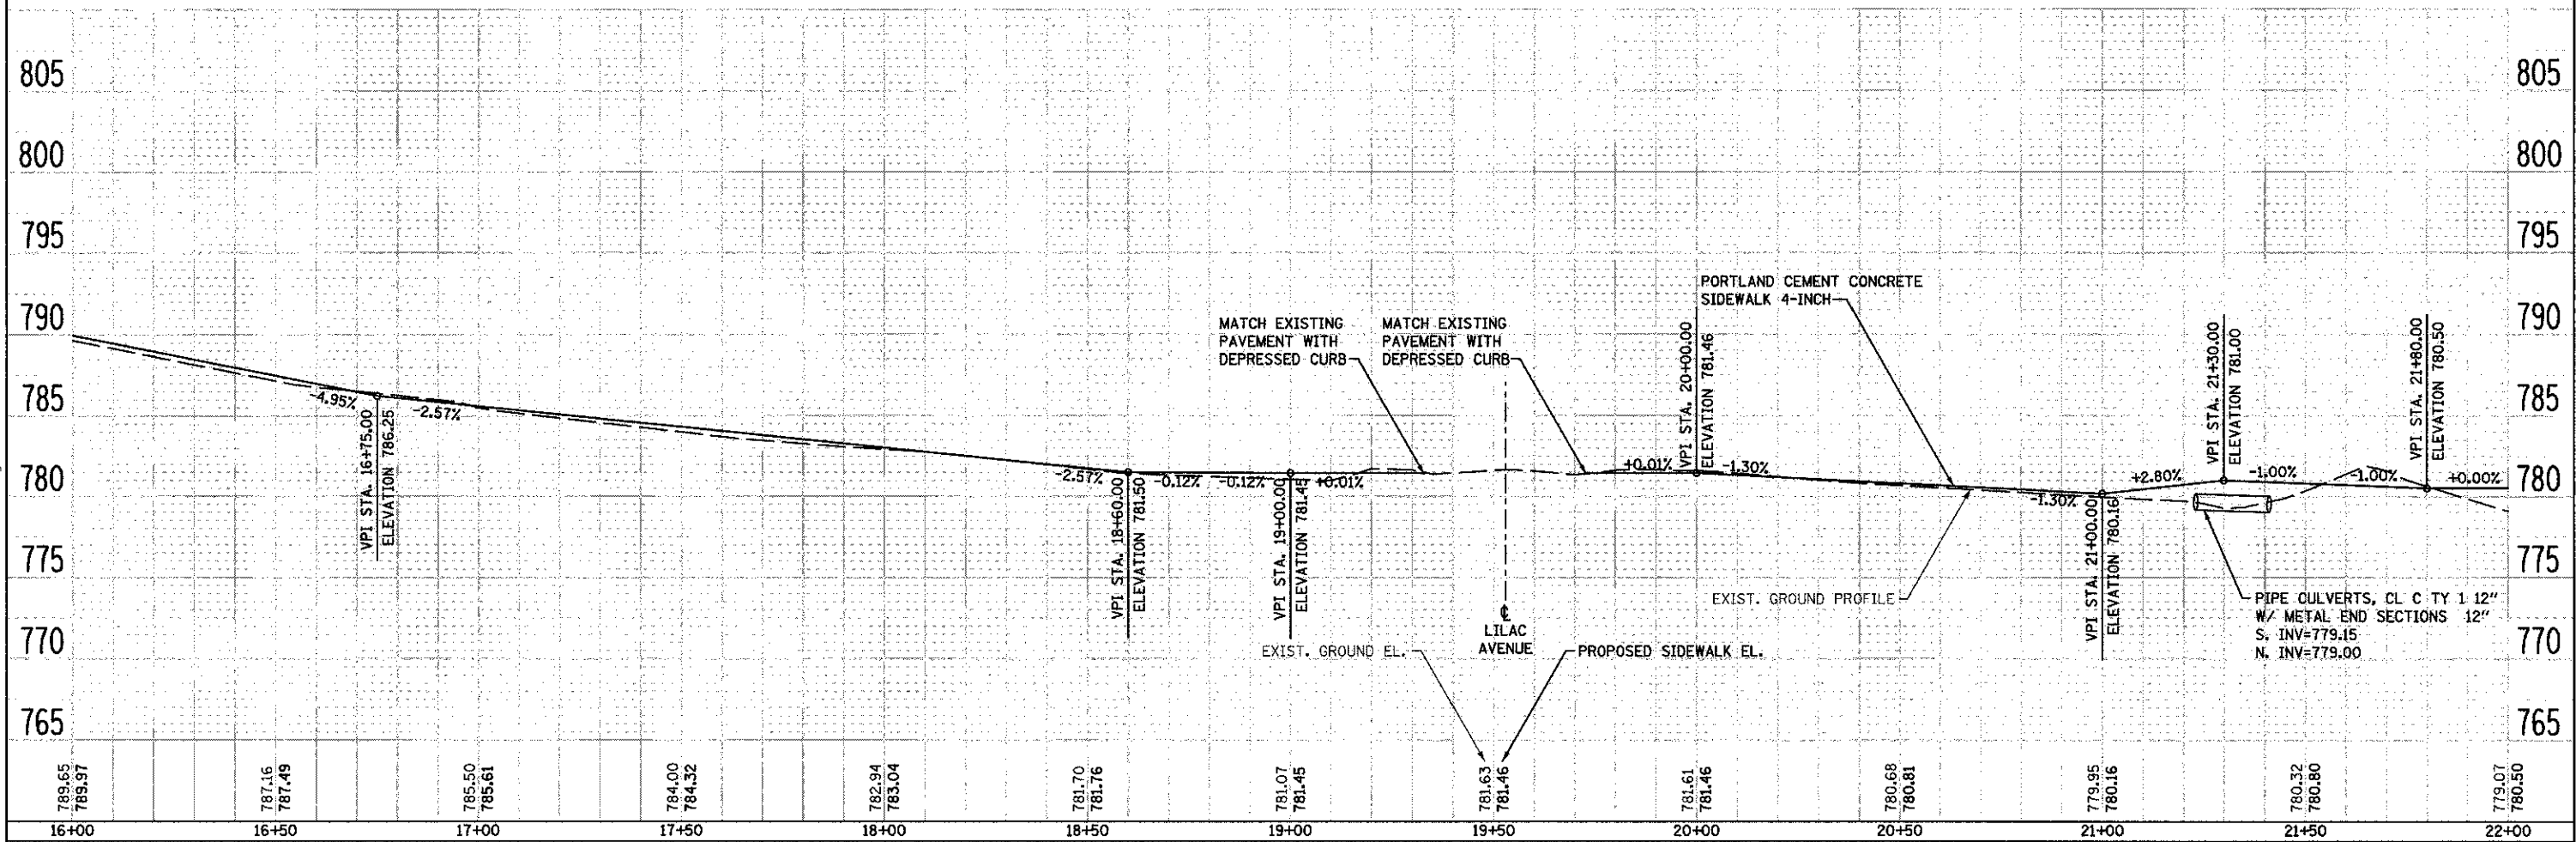 805
800
795
790
785
780
775
770
765
805
800
795
790
785
780
775
770
765
-4.95%
VPI STA. 16+75.00
ELEVATION 786.25
-2.57%
-2.57%
VPI STA. 18+60.00
ELEVATION 781.50
-0.12%
-0.12%
VPI STA. 19+00.00
ELEVATION 781.45
+0.01%
MATCH EXISTING
PAVEMENT WITH
DEPRESSED CURB
MATCH EXISTING
PAVEMENT WITH
DEPRESSED CURB
℄
LILAC
AVENUE
EXIST. GROUND EL.
PROPOSED SIDEWALK EL.
+0.01%
VPI STA. 20+00.00
ELEVATION 781.46
-1.30%
PORTLAND CEMENT CONCRETE
SIDEWALK 4-INCH
EXIST. GROUND PROFILE
-1.30%
VPI STA. 21+00.00
ELEVATION 780.16
+2.80%
VPI STA. 21+30.00
ELEVATION 781.00
-1.00%
-1.00%
VPI STA. 21+80.00
ELEVATION 780.50
+0.00%
PIPE CULVERTS, CL C TY 1 12"
W/ METAL END SECTIONS 12"
S. INV=779.15
N. INV=779.00
789.65
789.97
787.16
787.49
785.50
785.61
784.00
784.32
782.94
783.04
781.70
781.76
781.07
781.45
781.63
781.46
781.61
781.46
780.68
780.81
779.95
780.16
780.32
780.80
779.07
780.50
16+00
16+50
17+00
17+50
18+00
18+50
19+00
19+50
20+00
20+50
21+00
21+50
22+00